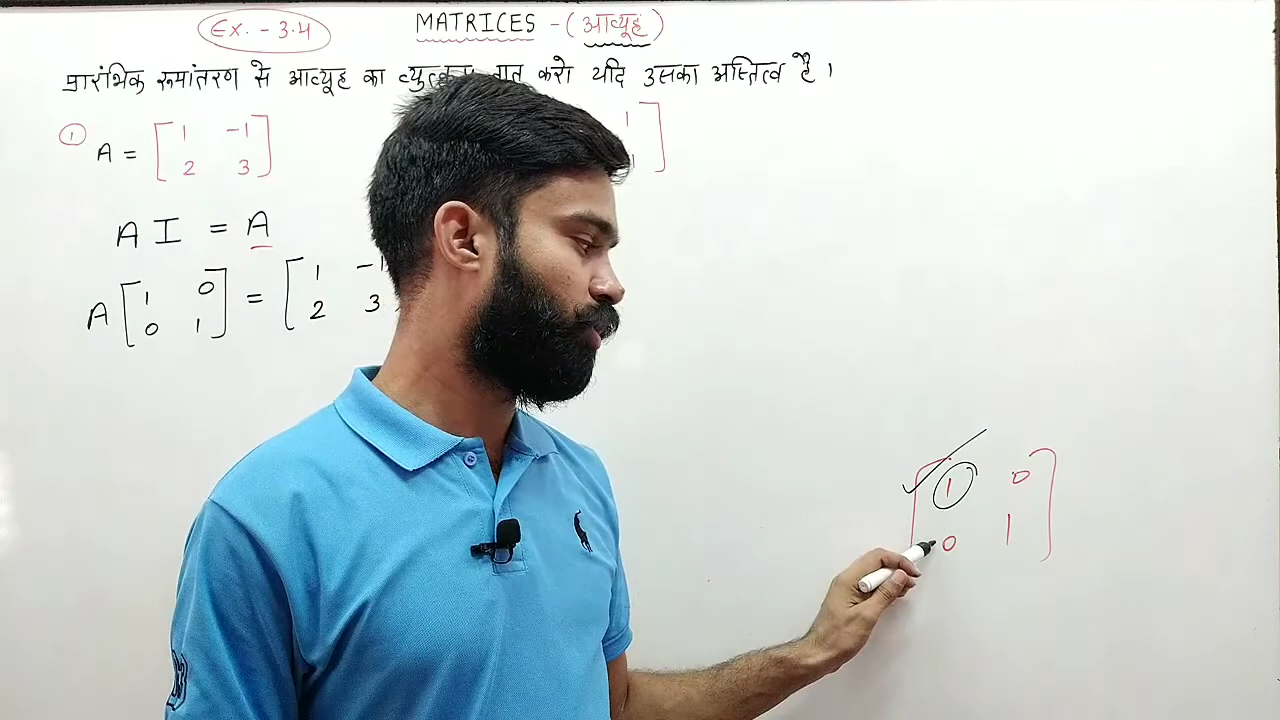 Ex. - 3.4
MATRICES - (आव्यूह)
प्रारंभिक रूपांतरण से आव्यूह का ज्ञात करो यदि उसका अस्तित्व है।
① A = [ 1 -1
2 3 ]
1 ]
A I = A
A [ 1 0
0 1 ] = [ 1 -1
2 3
[ 1 0
0 1 ]